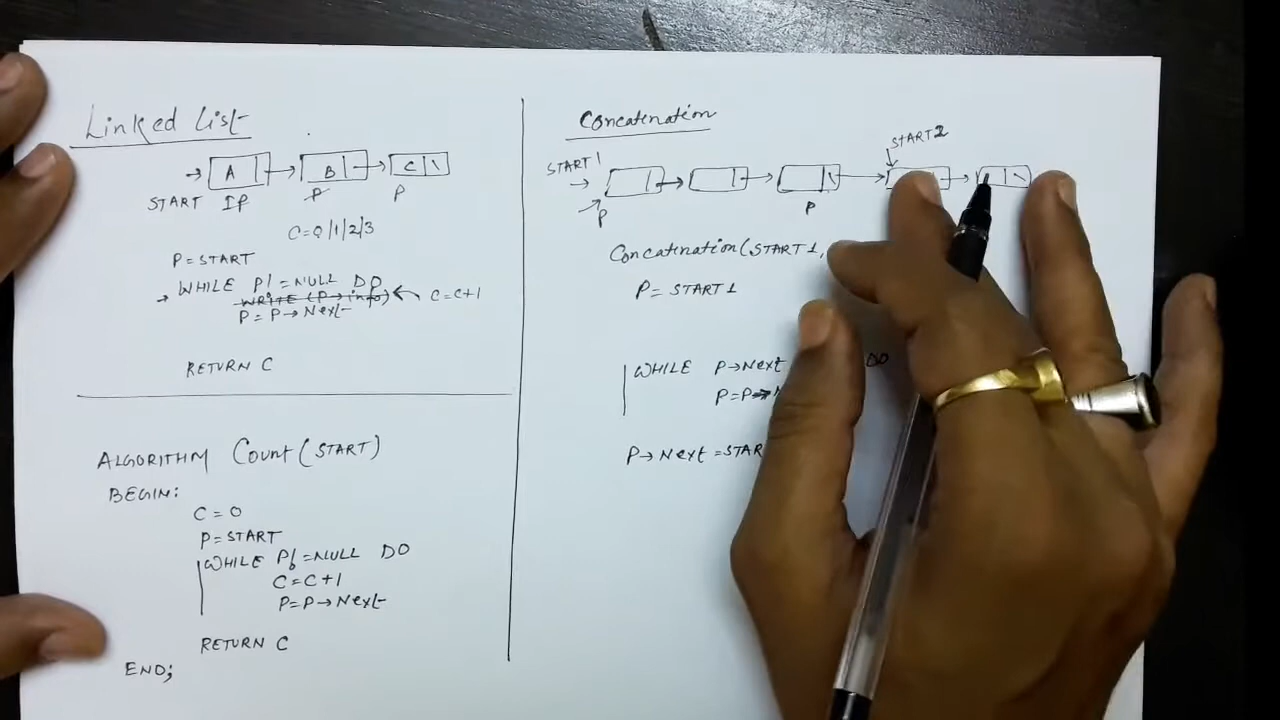 Linked List
A B C
START 1P P P
C=0/1/2/3
P=START
WHILE P!=NULL DO
WRITE (P→info) C=C+1
P=P→Next
RETURN C
ALGORITHM Count(START)
BEGIN:
C=0
P=START
WHILE P!=NULL DO
C=C+1
P=P→Next
RETURN C
END;
Concatenation
START1
START2
P
P
Concatenation(START1,
P=START1
WHILE P→Next DO
P=P→
P→Next=STAR